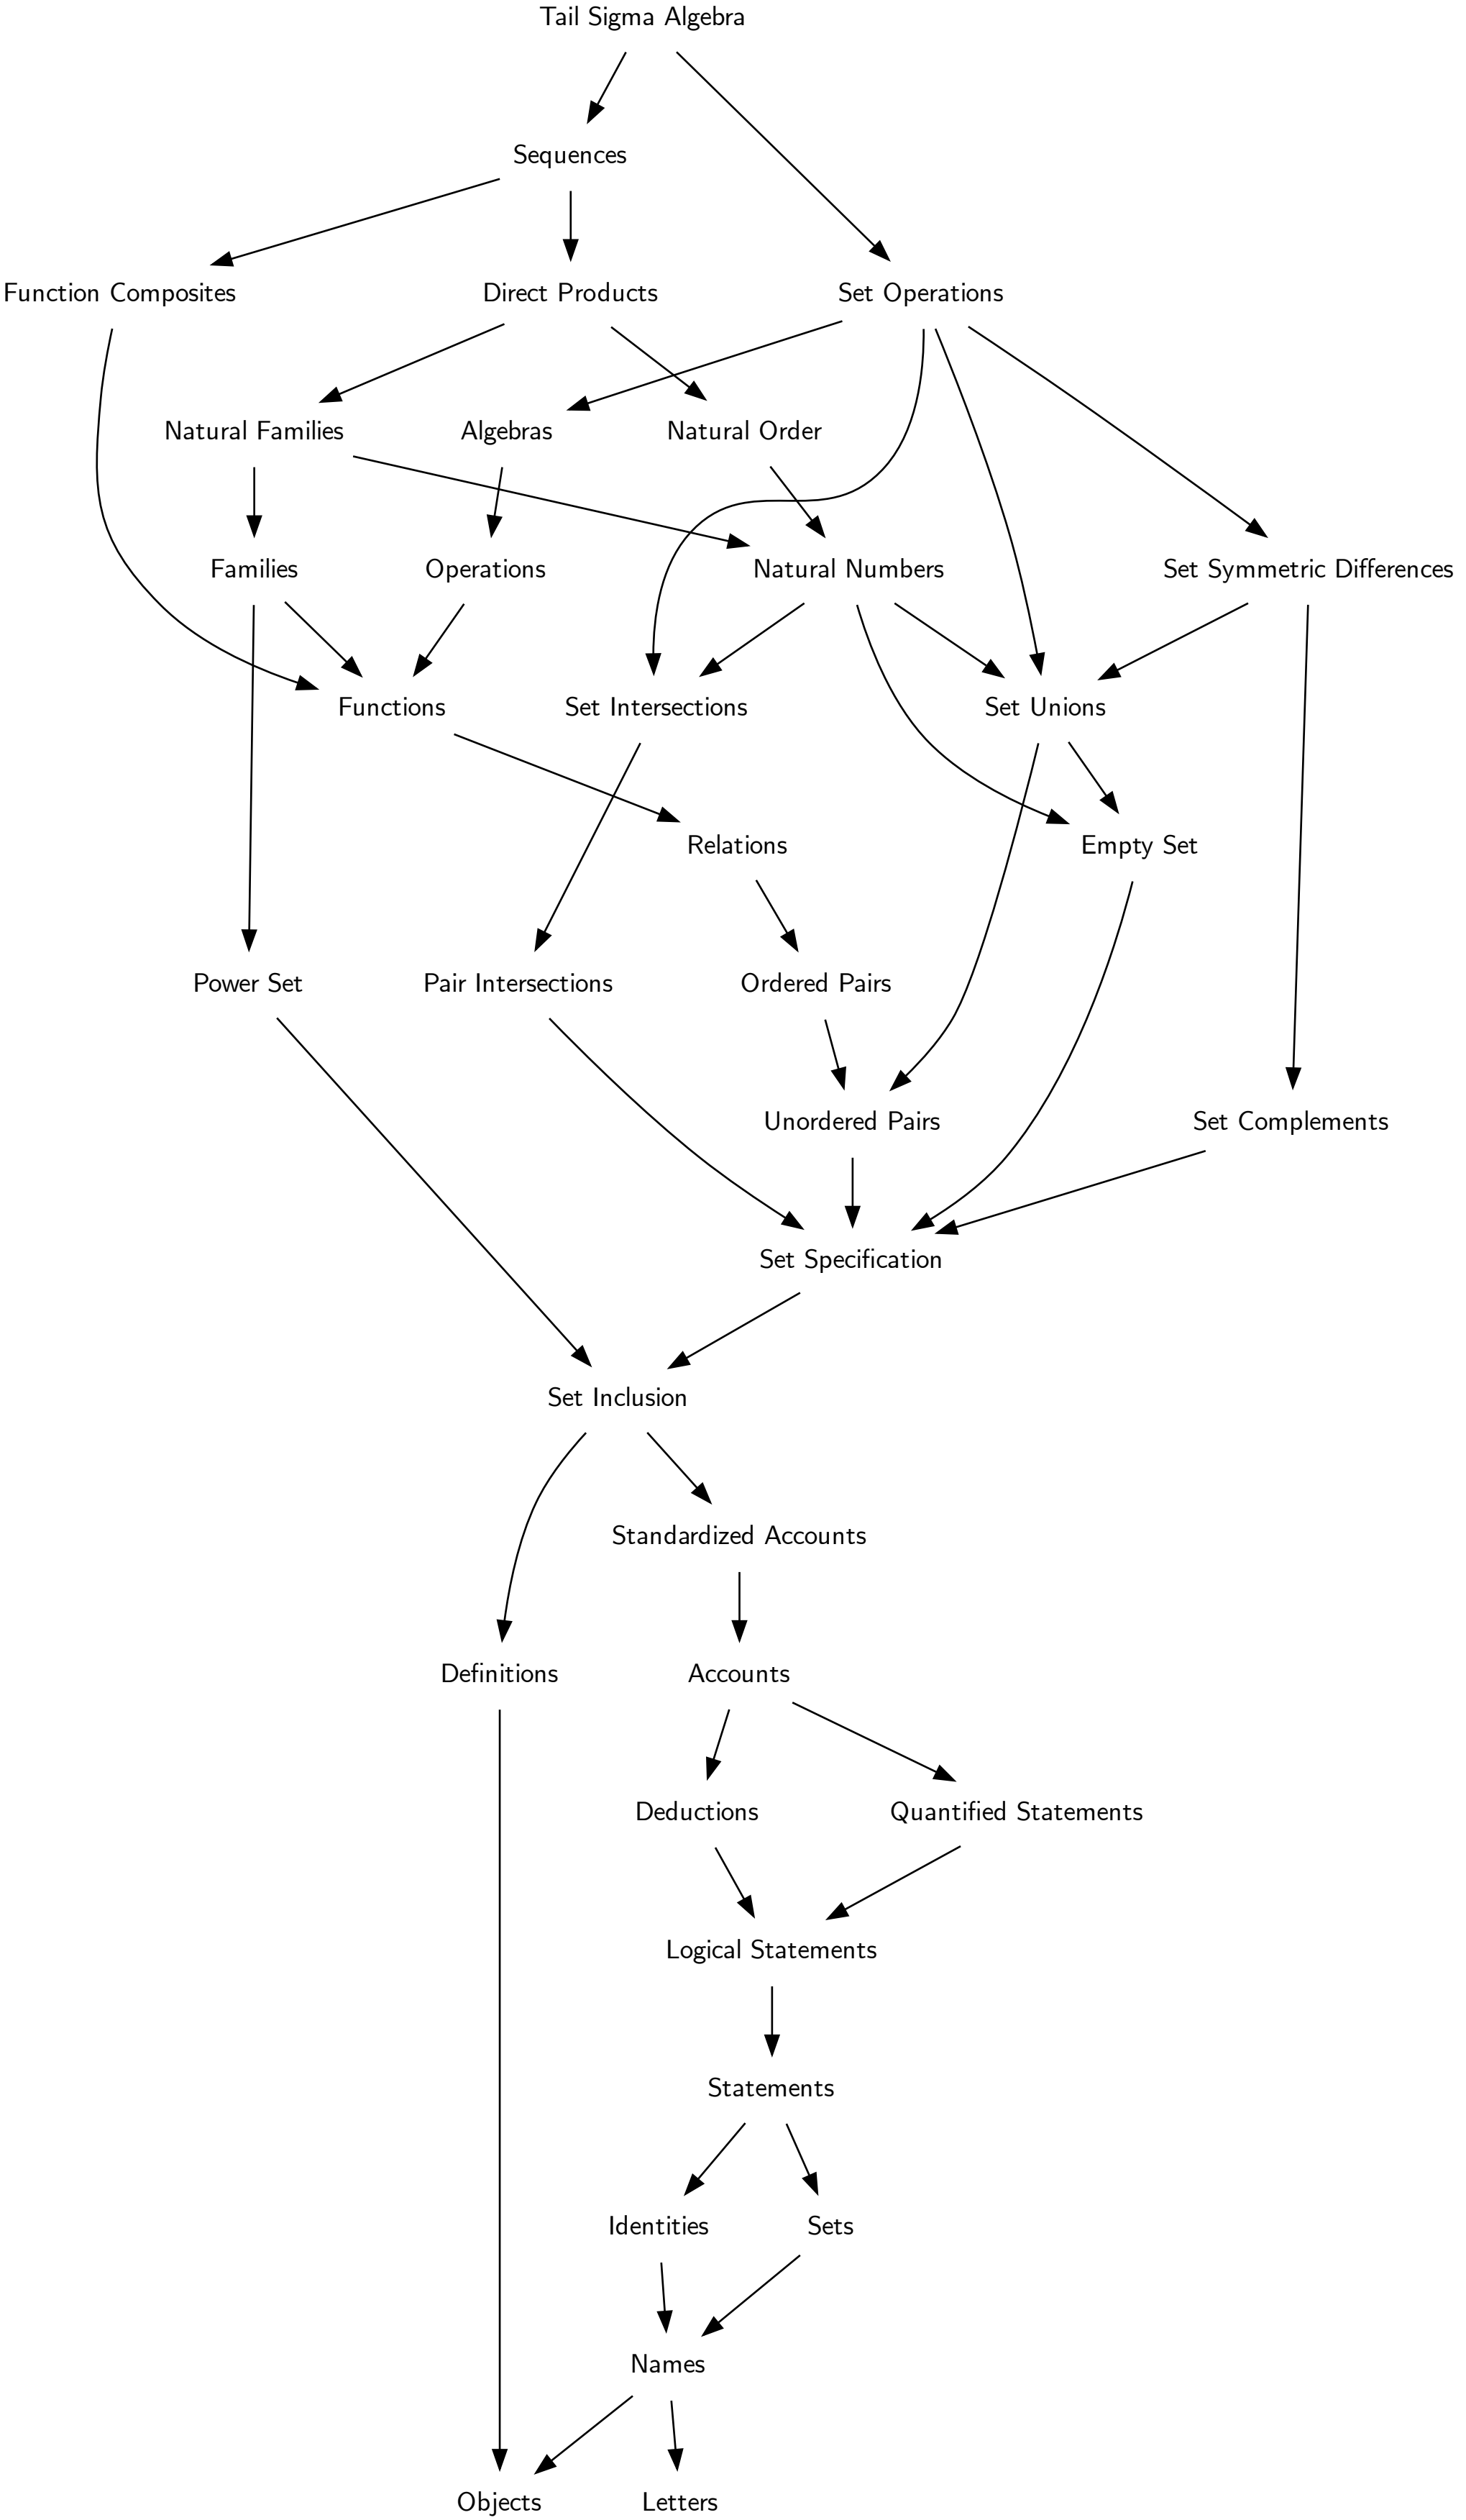 Tail Sigma Algebra
Sequences
Function Composites
Direct Products
Set Operations
Natural Families
Algebras
Natural Order
Families
Operations
Natural Numbers
Set Symmetric Differences
Functions
Set Intersections
Set Unions
Relations
Empty Set
Power Set
Pair Intersections
Ordered Pairs
Unordered Pairs
Set Complements
Set Specification
Set Inclusion
Standardized Accounts
Definitions
Accounts
Deductions
Quantified Statements
Logical Statements
Statements
Identities
Sets
Names
Objects
Letters